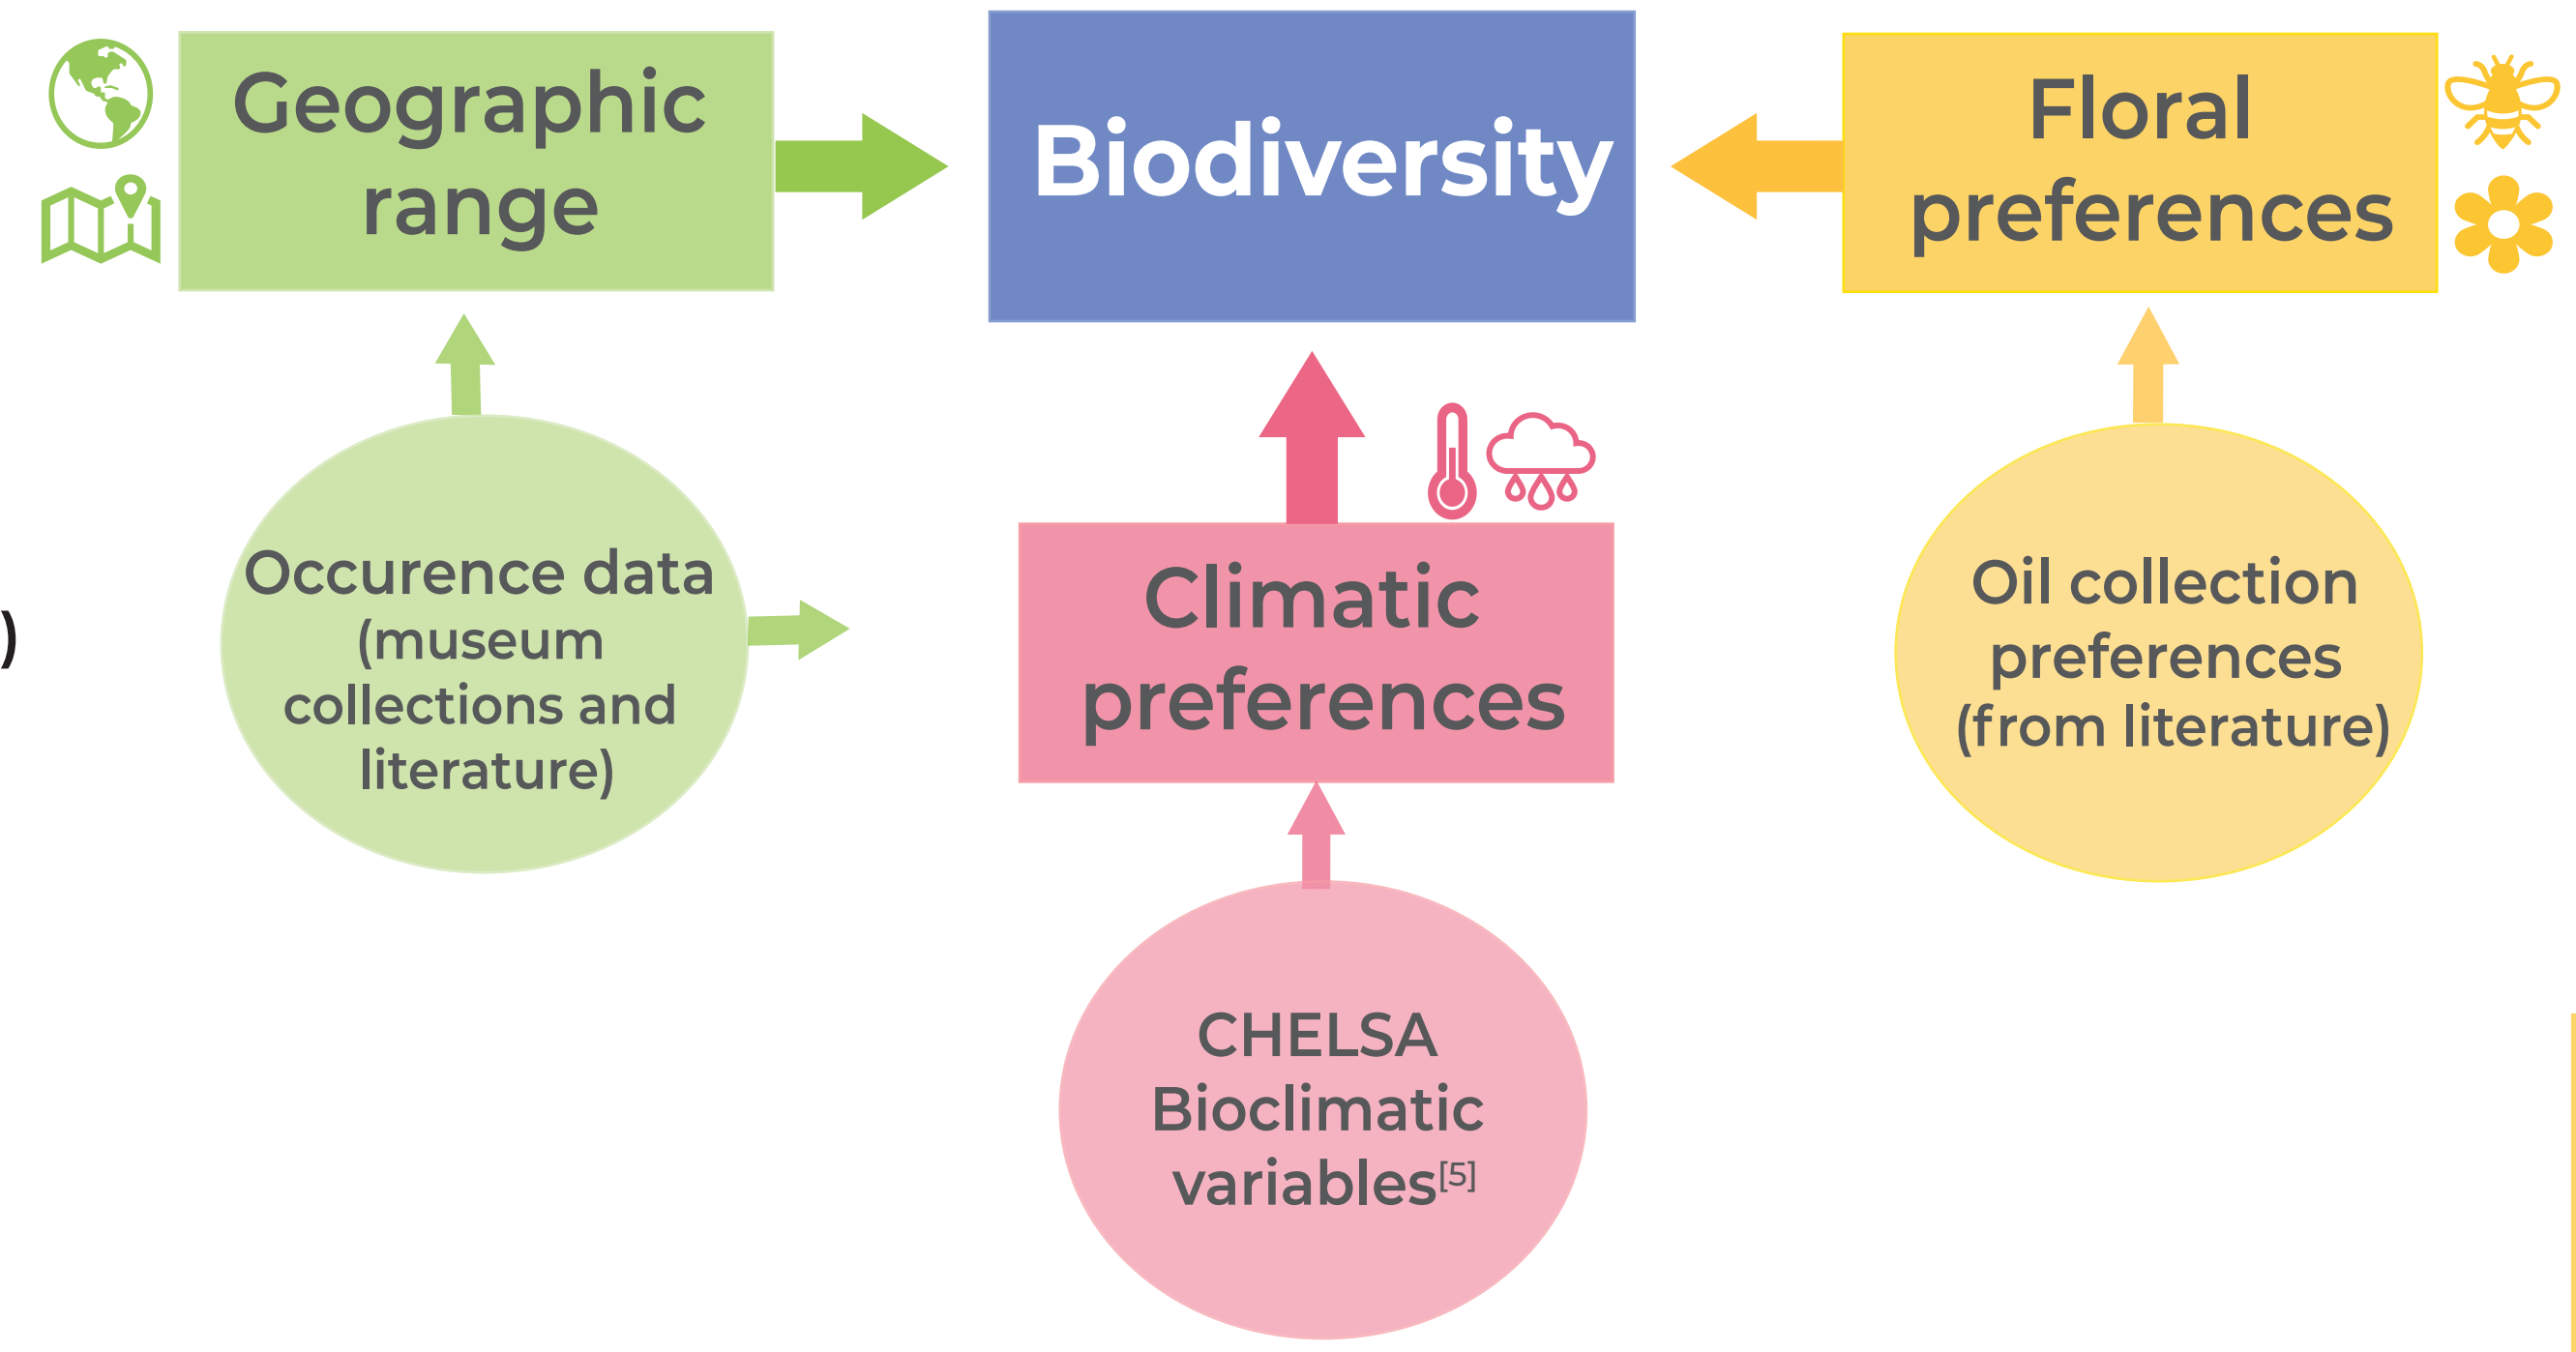 Geographic
range
Biodiversity
Floral
preferences
Occurence data
(museum
collections and
literature)
)
Climatic
preferences
Oil collection
preferences
(from literature)
CHELSA
Bioclimatic
variables[5]